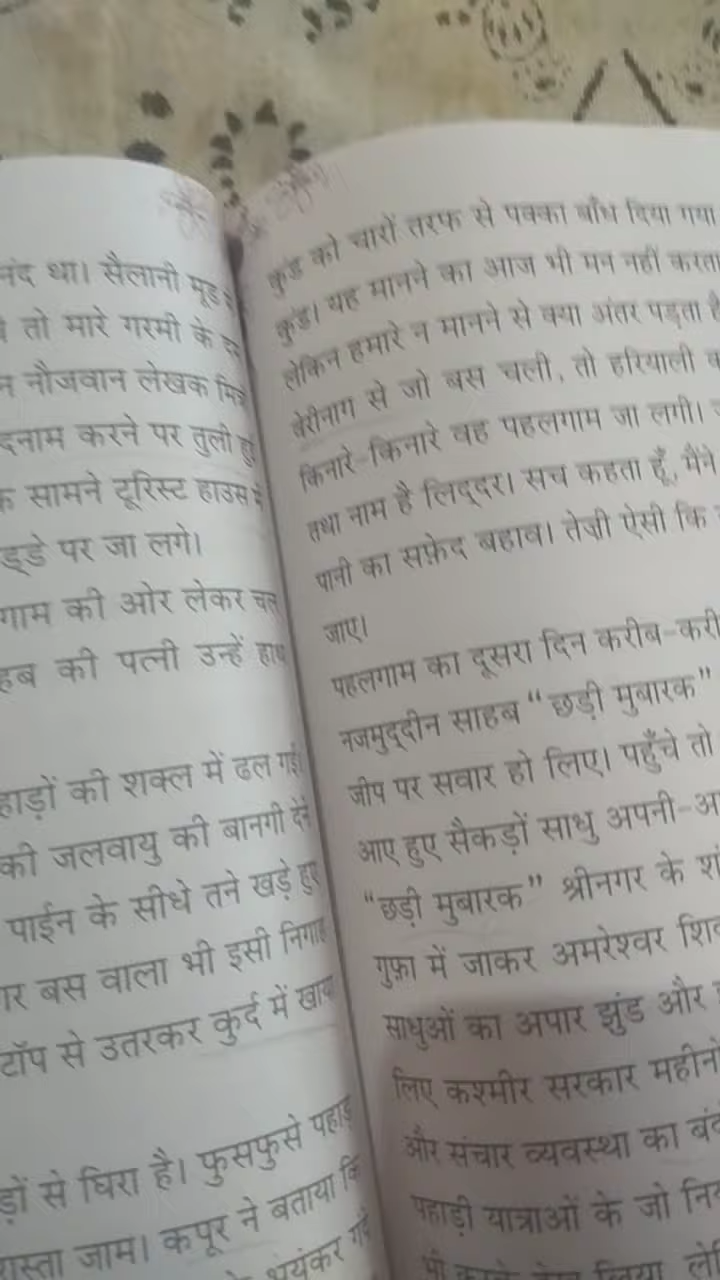 नंद था। सैलानी मूड
तो मारे गरमी के
न नौजवान लेखक
दनाम करने पर तुली
सामने टूरिस्ट हाउस
ड्डे पर जा लगे।
गाम की ओर लेकर चल
हब की पत्नी उन्हें हाथ
हाड़ों की शक्ल में ढल गई
की जलवायु की बानगी देने
पाईन के सीधे तने खड़े हुए
गर बस वाला भी इसी निगाह
टॉप से उतरकर कुर्द में खाय
ड़ों से घिरा है। फुसफुसे पहाड़
रास्ता जाम। कपूर ने बताया कि
भयंकर
कुंड को चारों तरफ से पक्का बाँध दिया गया
कुंड। यह मानने का आज भी मन नहीं करता
लेकिन हमारे न मानने से क्या अंतर पड़ता है
वेरीनाग से जो बस चली, तो हरियाली
किनारे-किनारे वह पहलगाम जा लगी।
तथा नाम है लिद्दर। सच कहता हूँ, मैंने
पानी का सफ़ेद बहाव। तेज़ी ऐसी कि
जाए।
पहलगाम का दूसरा दिन करीब-करी
नजमुद्दीन साहब “छड़ी मुबारक”
जीप पर सवार हो लिए। पहुँचे तो
आए हुए सैकड़ों साधु अपनी-अ
“छड़ी मुबारक” श्रीनगर के शं
गुफ़ा में जाकर अमरेश्वर शिव
साधुओं का अपार झुंड और
लिए कश्मीर सरकार महीनों
और संचार व्यवस्था का बंद
पहाड़ी यात्राओं के जो